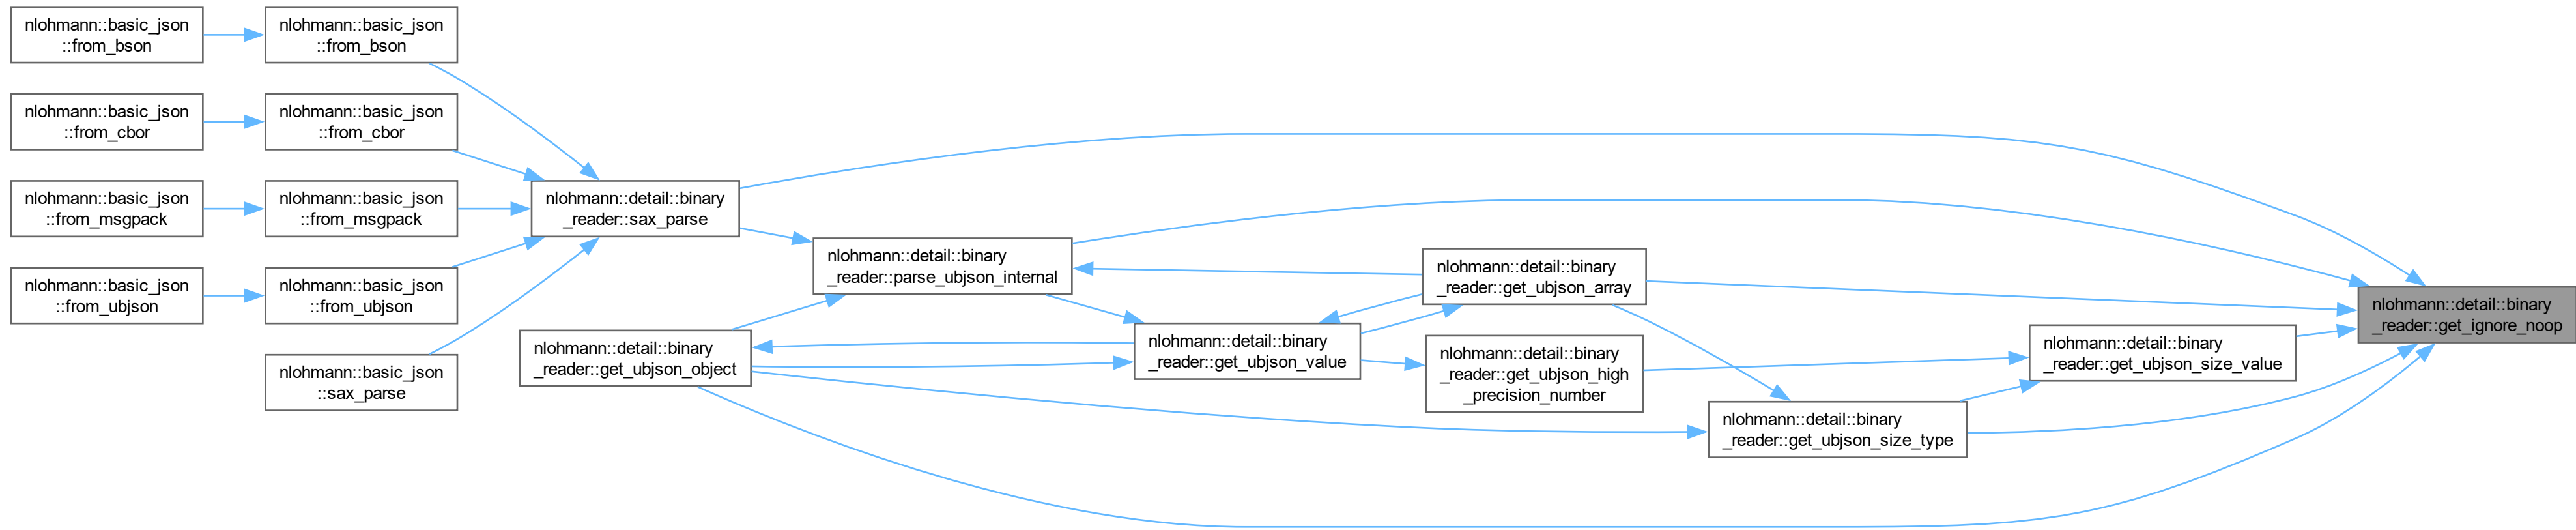 nlohmann::basic_json
::from_bson
nlohmann::basic_json
::from_bson
nlohmann::basic_json
::from_cbor
nlohmann::basic_json
::from_cbor
nlohmann::basic_json
::from_msgpack
nlohmann::basic_json
::from_msgpack
nlohmann::basic_json
::from_ubjson
nlohmann::basic_json
::from_ubjson
nlohmann::basic_json
::sax_parse
nlohmann::detail::binary
_reader::sax_parse
nlohmann::detail::binary
_reader::get_ubjson_object
nlohmann::detail::binary
_reader::parse_ubjson_internal
nlohmann::detail::binary
_reader::get_ubjson_value
nlohmann::detail::binary
_reader::get_ubjson_array
nlohmann::detail::binary
_reader::get_ubjson_high
_precision_number
nlohmann::detail::binary
_reader::get_ubjson_size_type
nlohmann::detail::binary
_reader::get_ubjson_size_value
nlohmann::detail::binary
_reader::get_ignore_noop